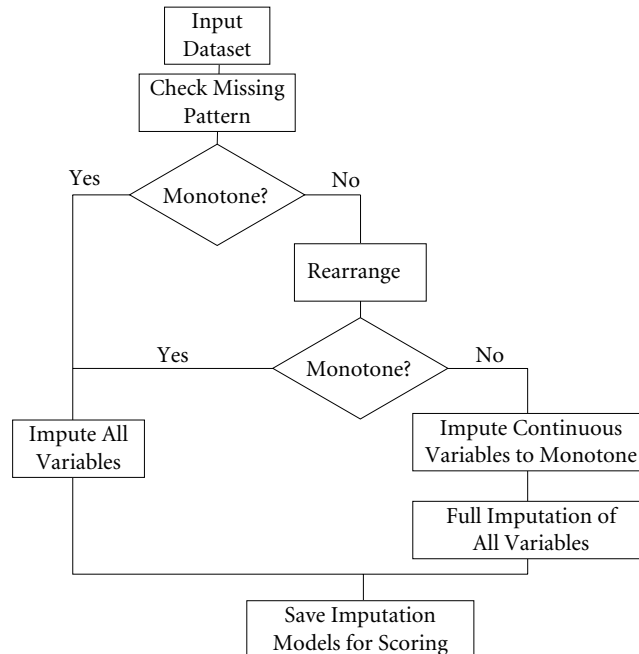 Input
Dataset
Check Missing
Pattern
Yes
Monotone?
No
Rearrange
Yes
Monotone?
No
Impute All
Variables
Impute Continuous
Variables to Monotone
Full Imputation of
All Variables
Save Imputation
Models for Scoring